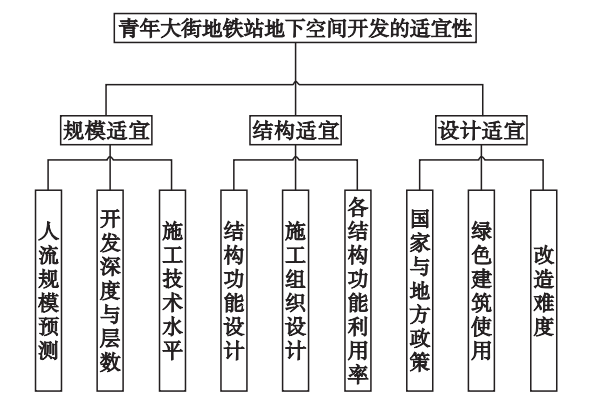 青年大街地铁站地下空间开发的适宜性
规模适宜
结构适宜
设计适宜
人流规模预测
开发深度与层数
施工技术水平
结构功能设计
施工组织设计
各结构功能利用率
国家与地方政策
绿色建筑使用
改造难度